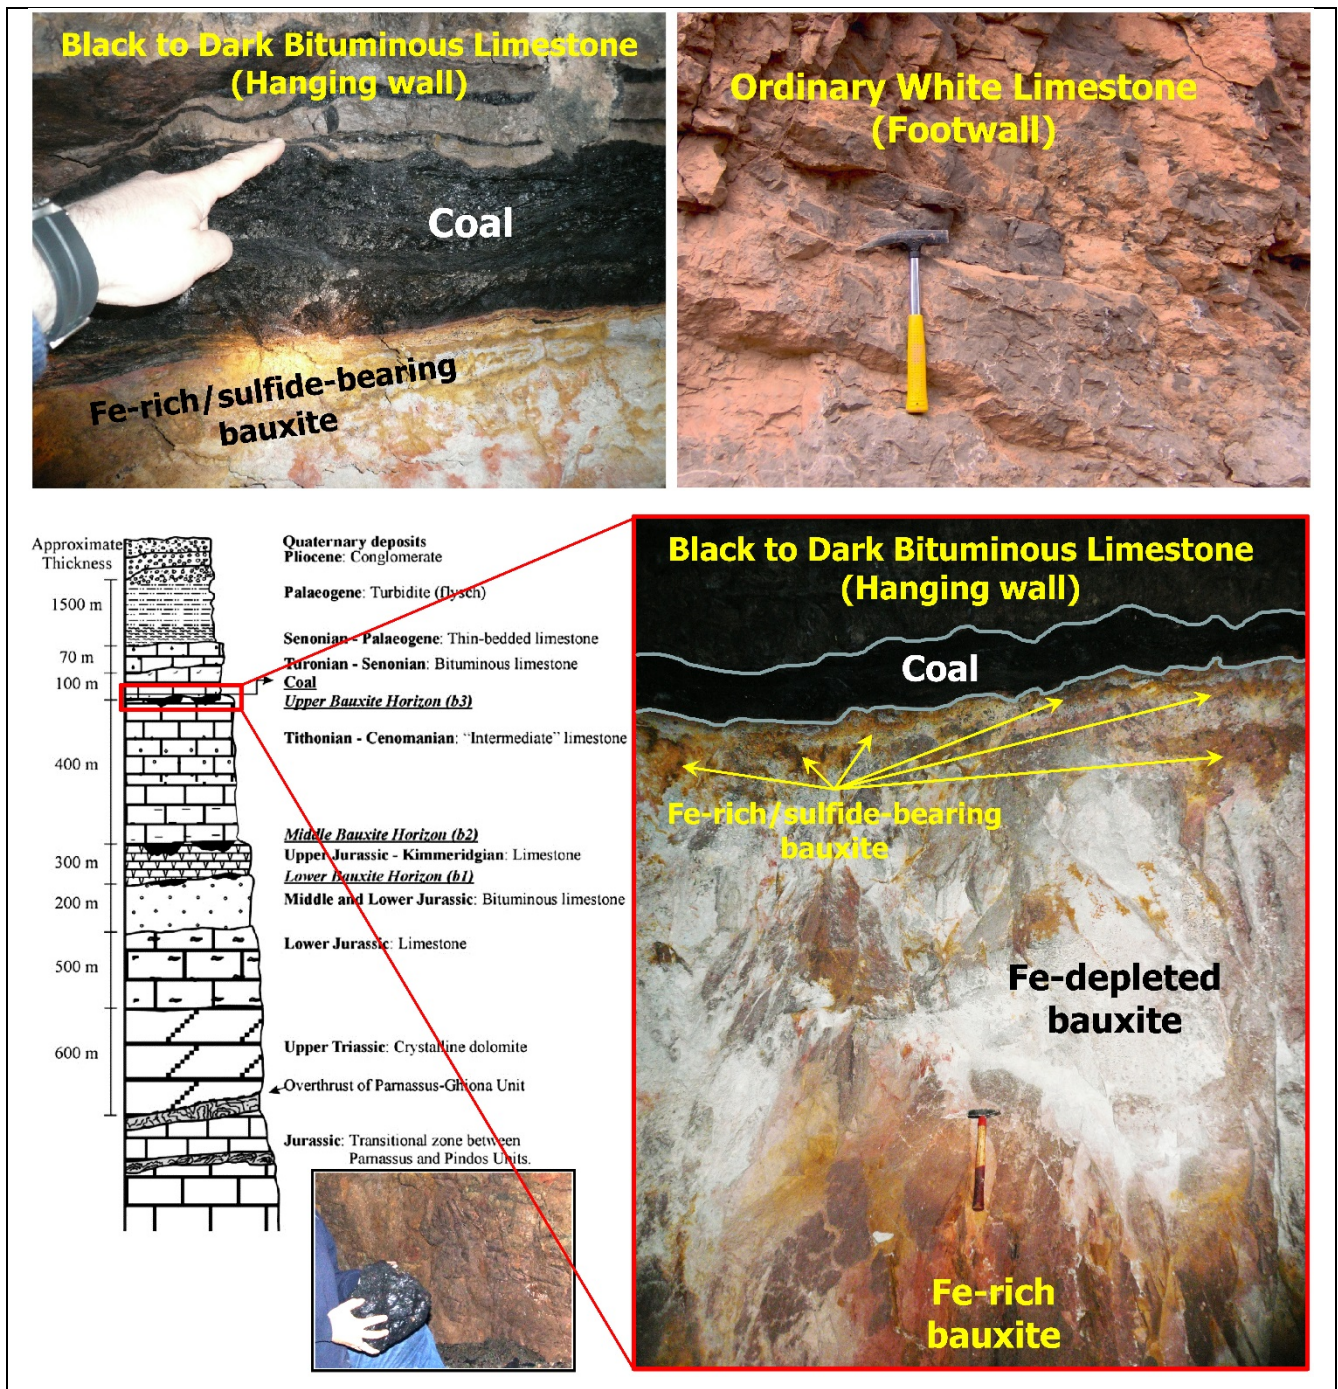 Black to Dark Bituminous Limestone
(Hanging wall)
Coal
Fe-rich/sulfide-bearing
bauxite
Ordinary White Limestone
(Footwall)
Approximate
Thickness
1500 m
70 m
100 m
400 m
300 m
200 m
500 m
600 m
Quaternary deposits
Pliocene: Conglomerate
Palaeogene: Turbidite (flysch)
Senonian - Palaeogene: Thin-bedded limestone
Turonian - Senonian: Bituminous limestone
Coal
Upper Bauxite Horizon (b3)
Tithonian - Cenomanian: "Intermediate" limestone
Middle Bauxite Horizon (b2)
Upper Jurassic - Kimmeridgian: Limestone
Lower Bauxite Horizon (b1)
Middle and Lower Jurassic: Bituminous limestone
Lower Jurassic: Limestone
Upper Triassic: Crystalline dolomite
Overthrust of Parnassus-Ghiona Unit
Jurassic: Transitional zone between
Parnassus and Pindos Units.
Black to Dark Bituminous Limestone
(Hanging wall)
Coal
Fe-rich/sulfide-bearing
bauxite
Fe-depleted
bauxite
Fe-rich
bauxite